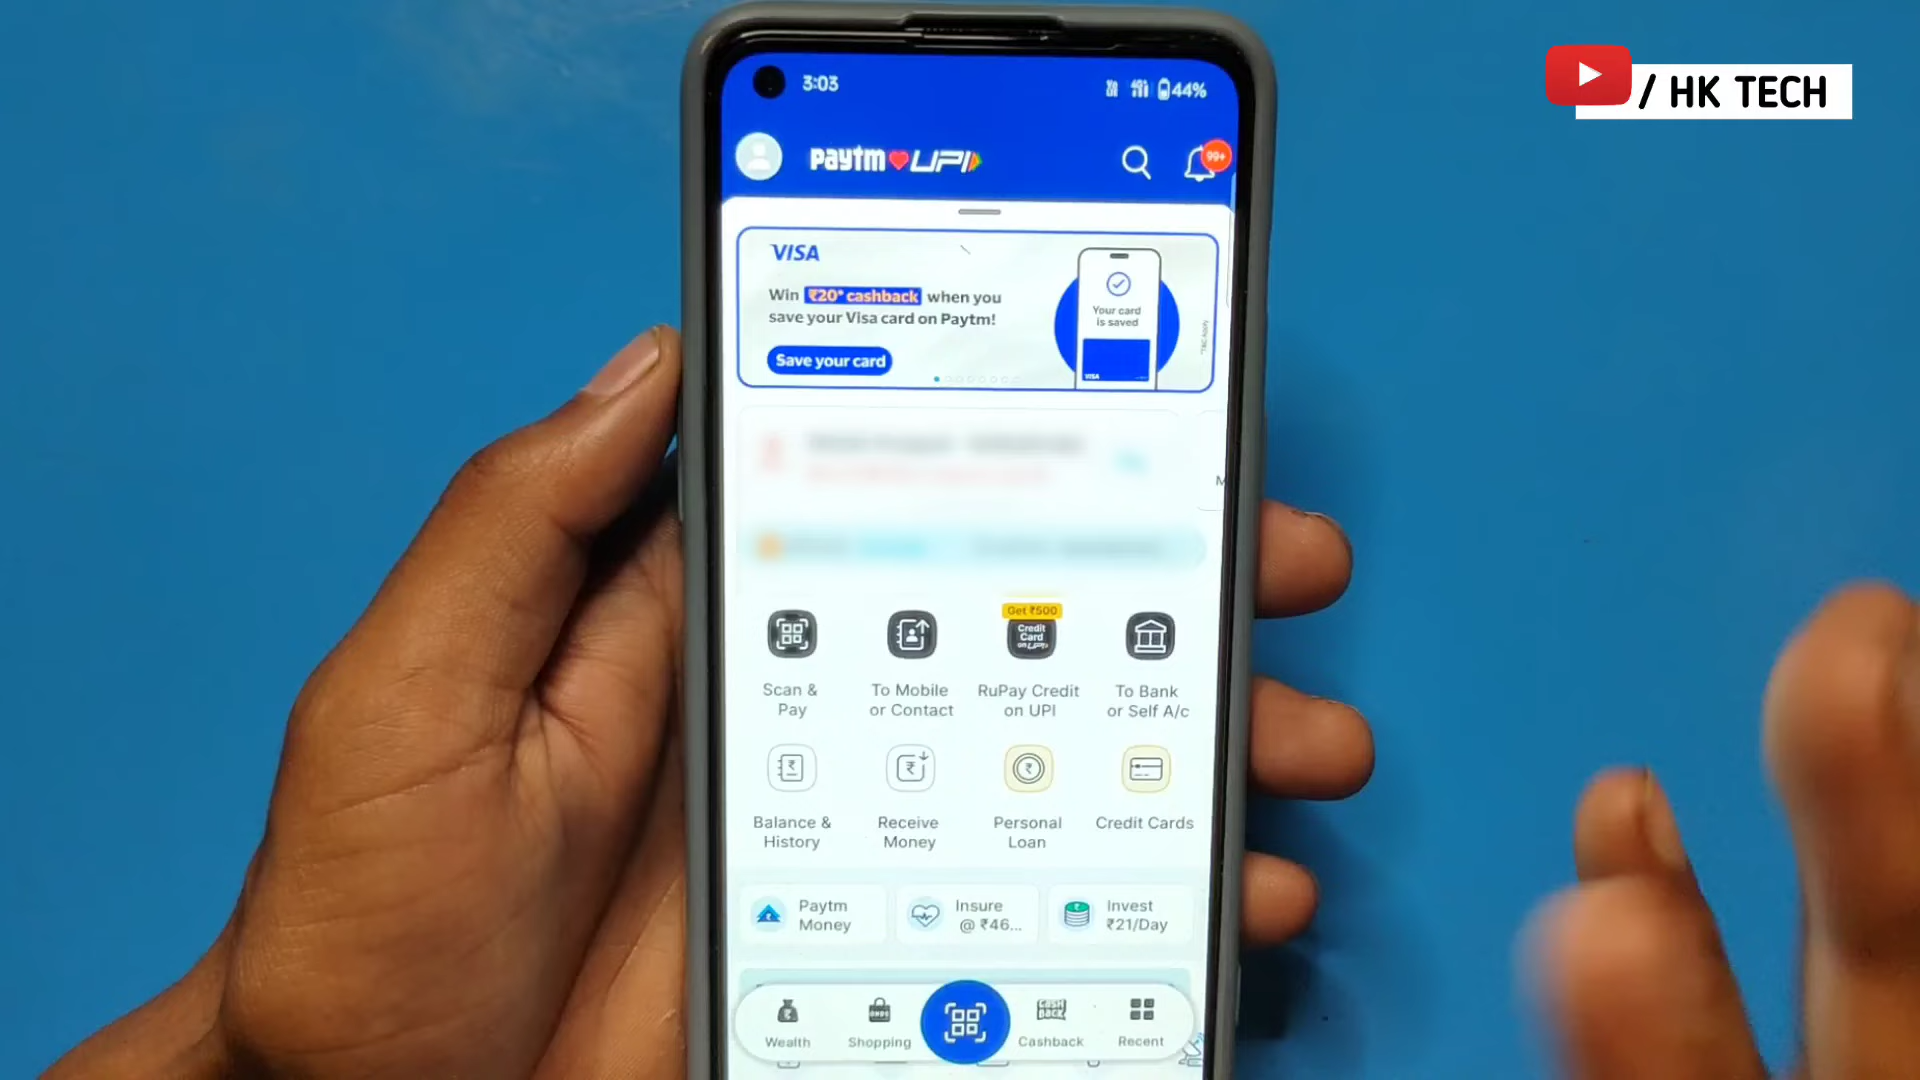 / HK TECH
3:03
44%
paytm UPI
99+
VISA
Win ₹20* cashback when you
save your Visa card on Paytm!
Save your card
Your card
is saved
VISA
M
Get ₹500
Credit
Card
on UPI
Scan &
Pay
To Mobile
or Contact
RuPay Credit
on UPI
To Bank
or Self A/c
Balance &
History
Receive
Money
Personal
Loan
Credit Cards
Paytm
Money
Insure
@ ₹46...
Invest
₹21/Day
Wealth
Shopping
CASH
BACK
Cashback
Recent